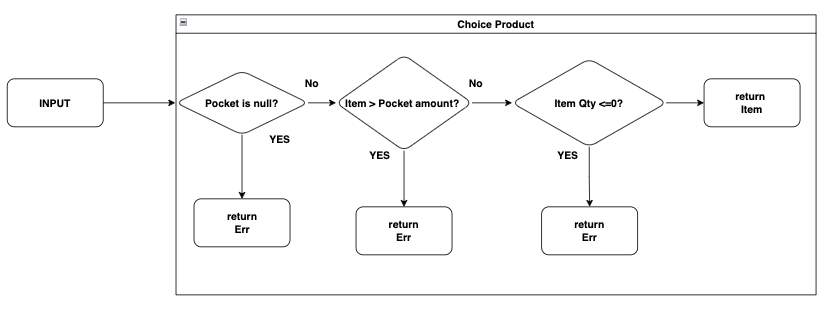 Choice Product
INPUT
Pocket is null?
No
Item > Pocket amount?
No
Item Qty <=0?
return
Item
YES
YES
YES
return
Err
return
Err
return
Err